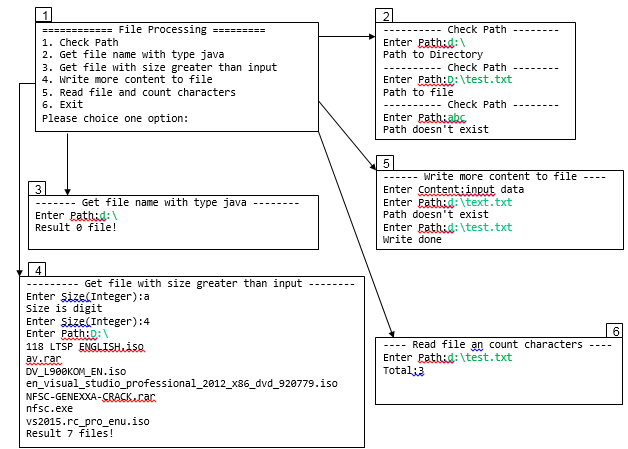 1
============ File Processing =========
1. Check Path
2. Get file name with type java
3. Get file with size greater than input
4. Write more content to file
5. Read file and count characters
6. Exit
Please choice one option:
2
---------- Check Path --------
Enter Path:d:\
Path to Directory
---------- Check Path --------
Enter Path:D:\test.txt
Path to file
---------- Check Path --------
Enter Path:abc
Path doesn't exist
3
------- Get file name with type java --------
Enter Path:d:\
Result 0 file!
5
------ Write more content to file ----
Enter Content:input data
Enter Path:d:\text.txt
Path doesn't exist
Enter Path:d:\test.txt
Write done
4
--------- Get file with size greater than input --------
Enter Size(Integer):a
Size is digit
Enter Size(Integer):4
Enter Path:D:\
118 LTSP ENGLISH.iso
av.rar
DV_L900KOM_EN.iso
en_visual_studio_professional_2012_x86_dvd_920779.iso
NFSC-GENEXXA-CRACK.rar
nfsc.exe
vs2015.rc_pro_enu.iso
Result 7 files!
6
---- Read file an count characters ----
Enter Path:d:\test.txt
Total:3